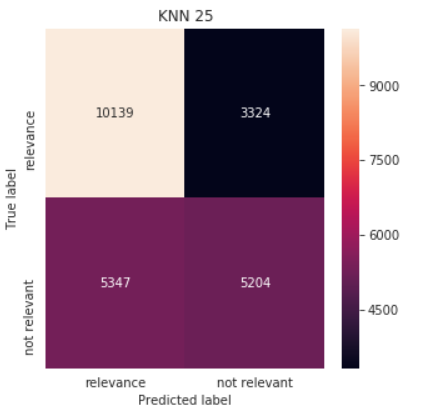 KNN 25
True label
relevance
10139 3324
not relevant
5347 5204
relevance not relevant
Predicted label
9000
7500
6000
4500